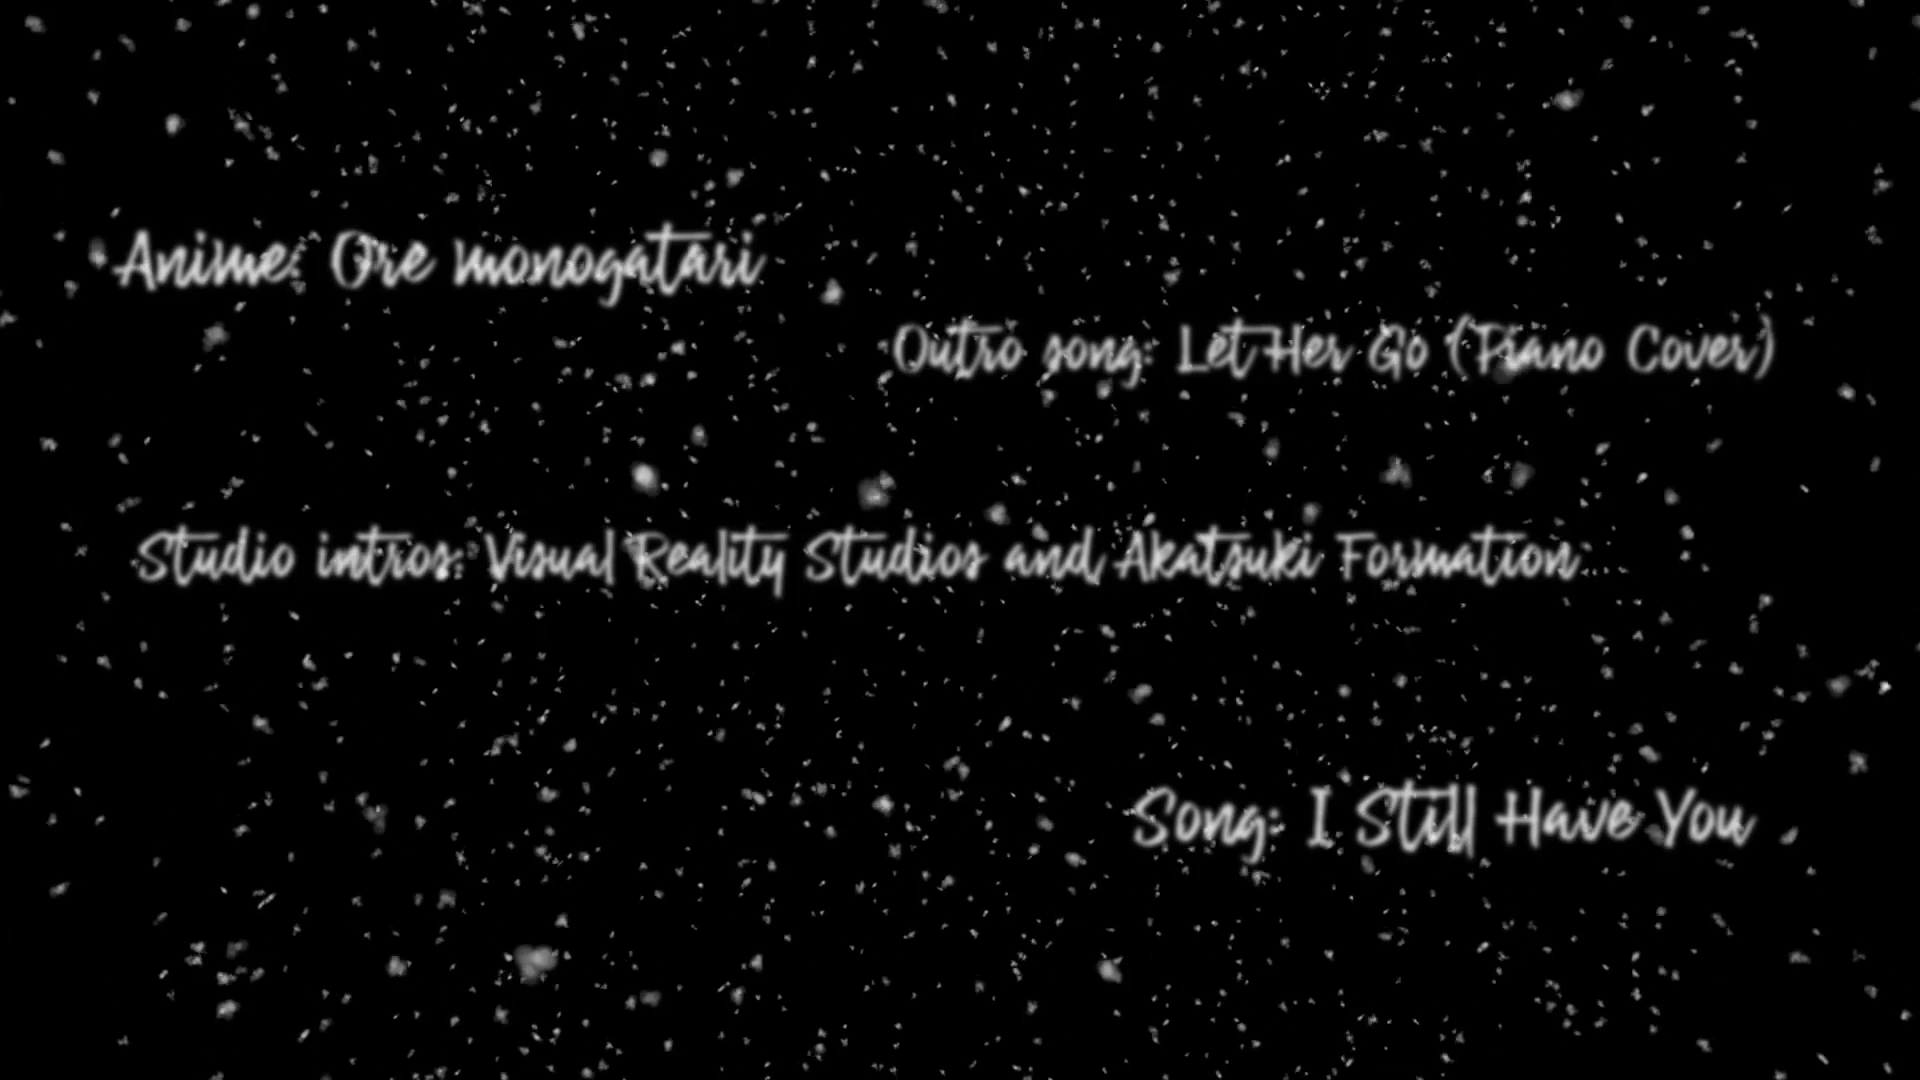 Anime: Ore monogatari
Outro song: Let Her Go (Piano Cover)
Studio intros: Visual Reality Studios and Akatsuki Formation
Song: I Still Have You